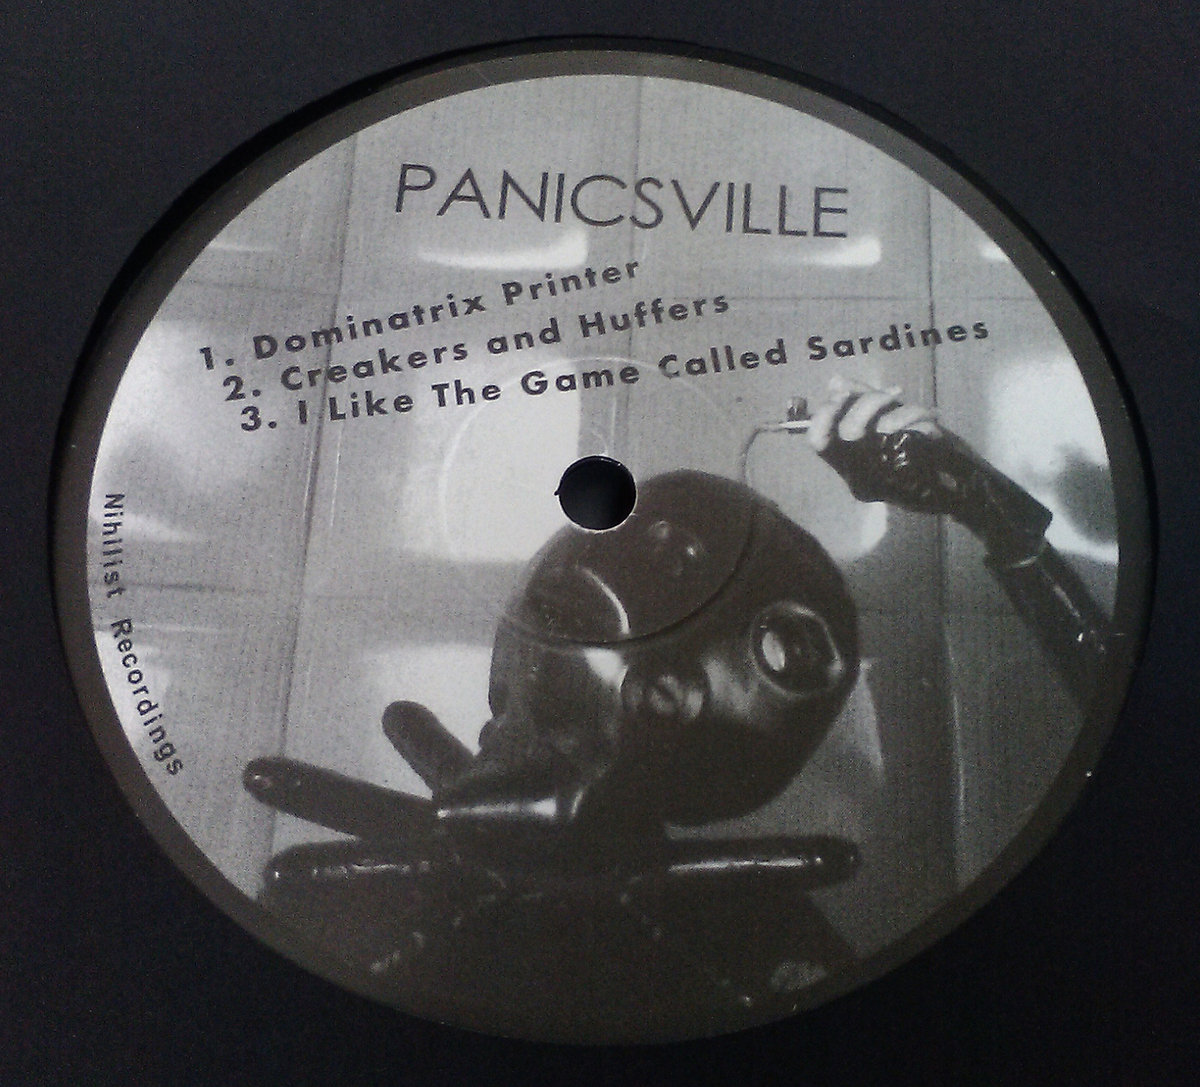 PANICSVILLE
1. Dominatrix Printer
2. Creakers and Huffers
3. I Like The Game Called Sardines
Nihilist Recordings